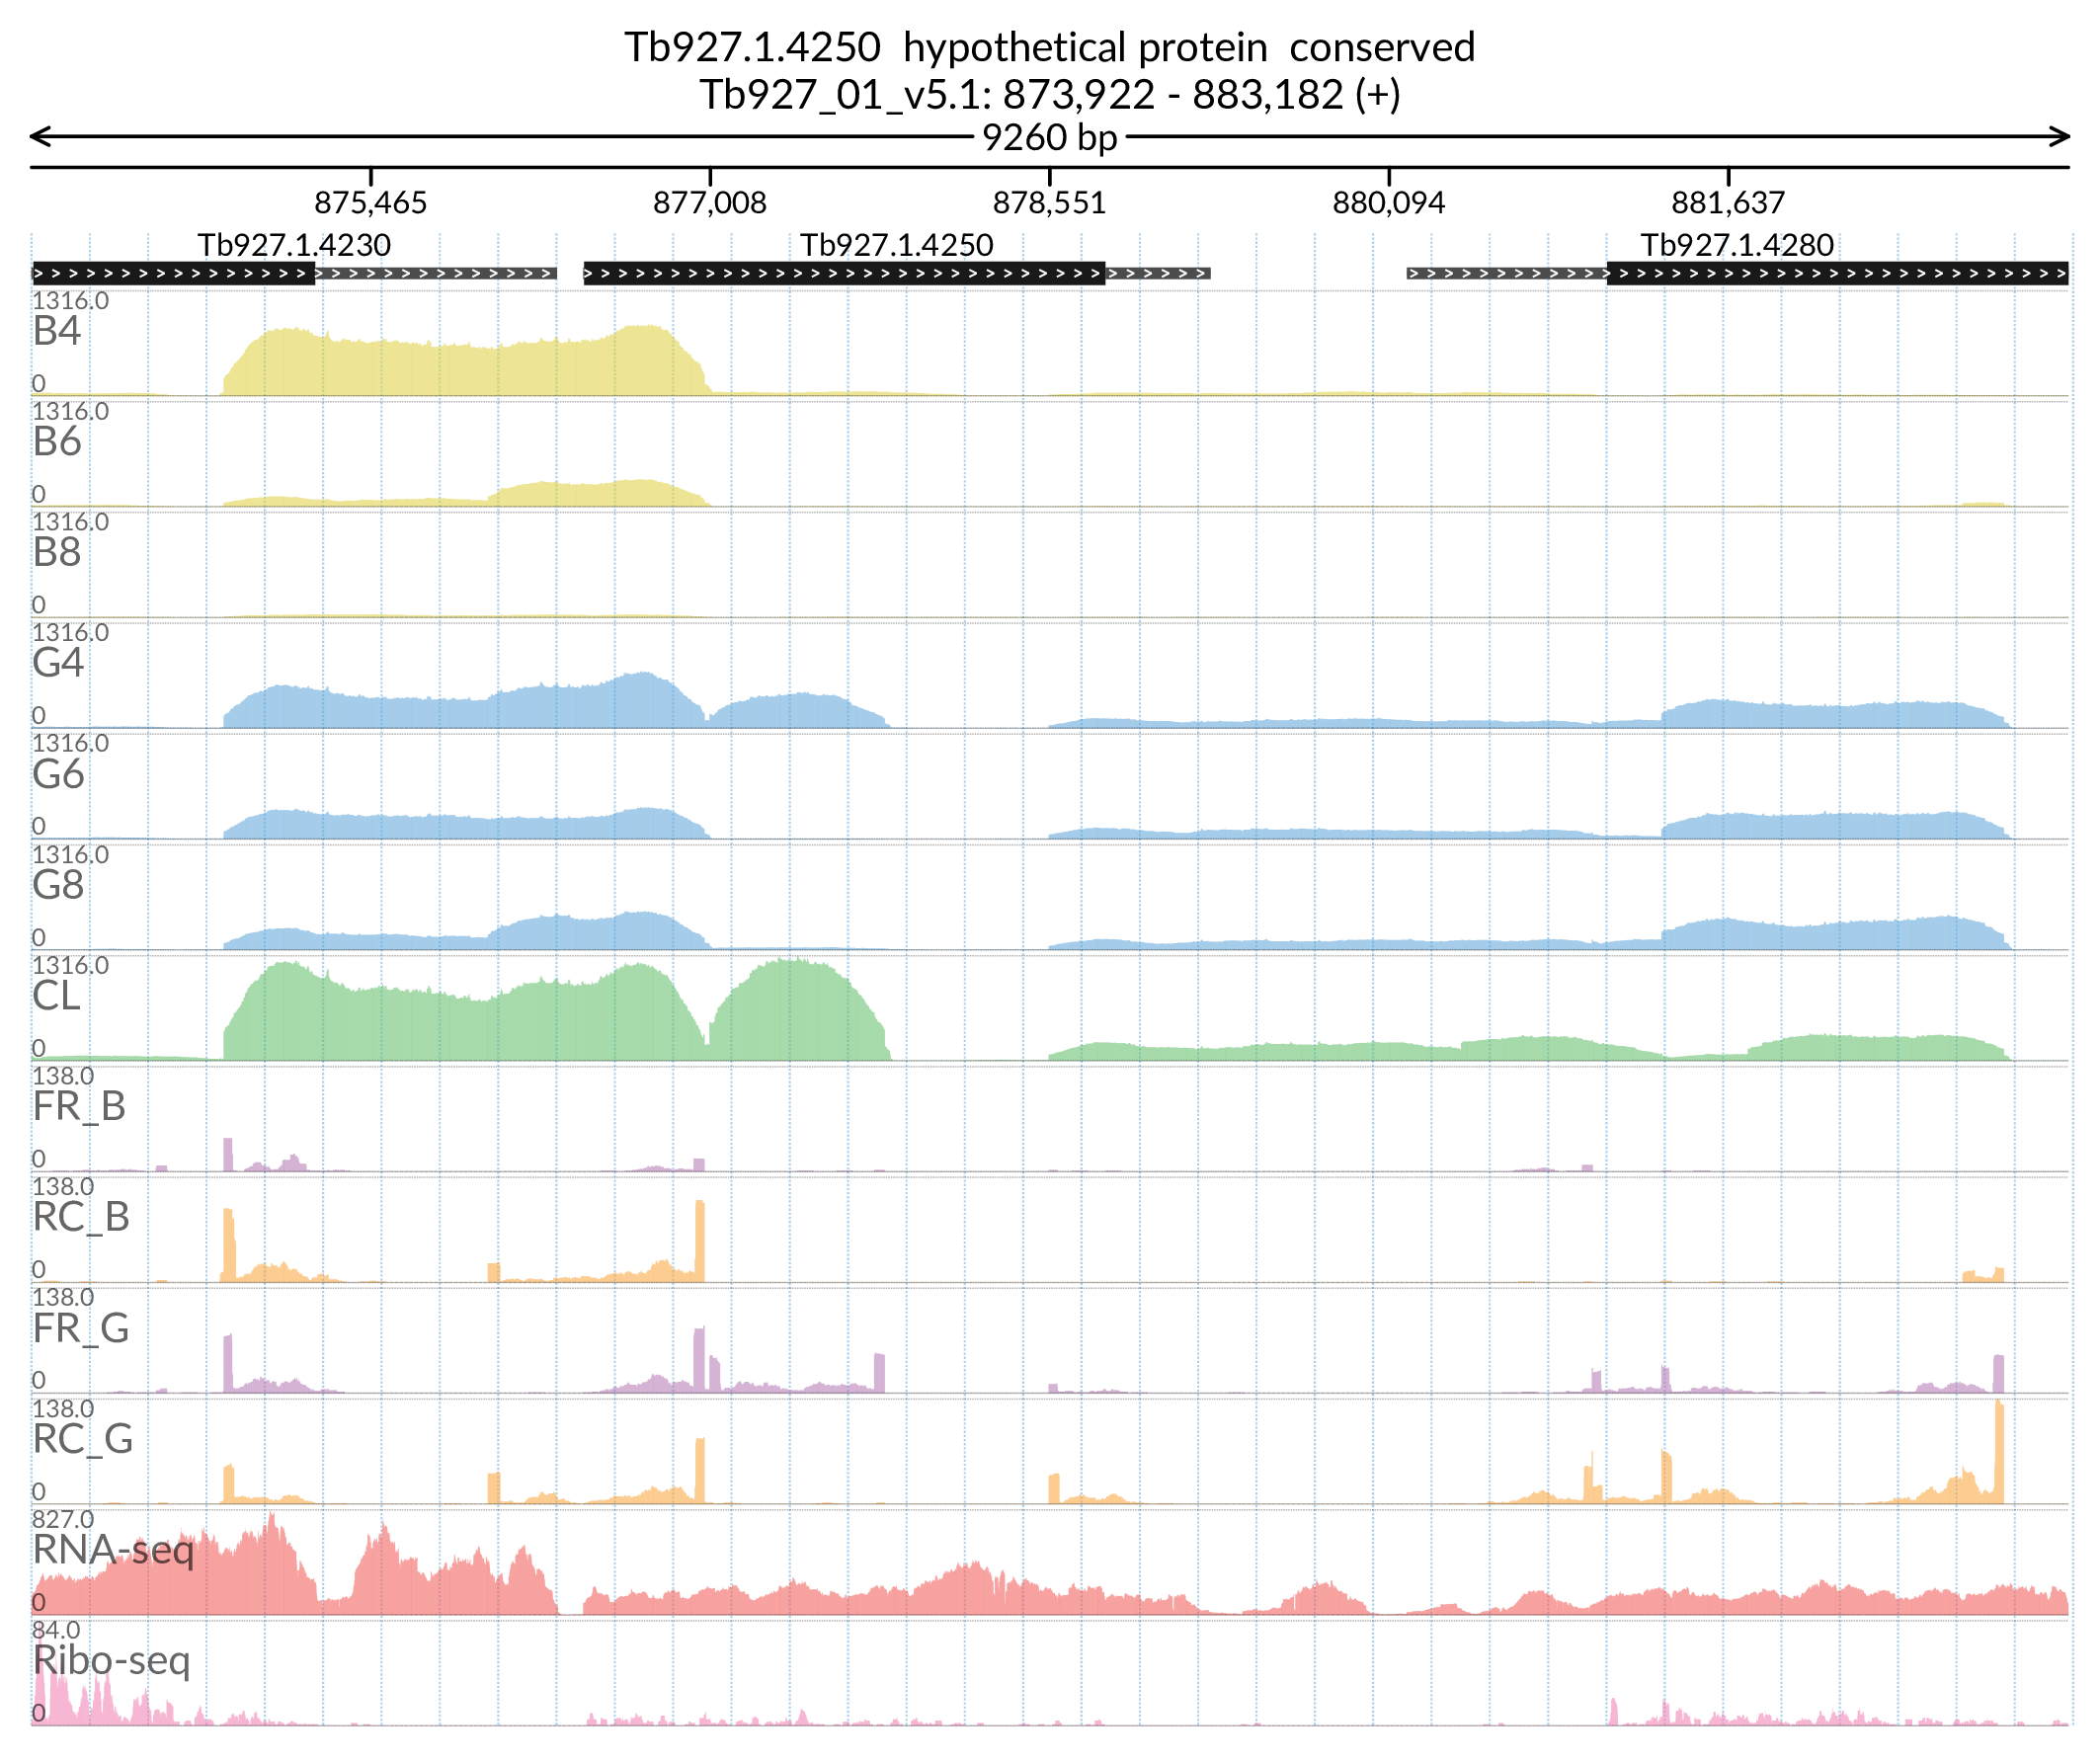 Tb927.1.4250  hypothetical protein  conserved
Tb927_01_v5.1: 873,922 - 883,182 (+)
9260 bp
875,465 877,008 878,551 880,094 881,637
Tb927.1.4230 Tb927.1.4250 Tb927.1.4280
1316.0
B4
0
1316.0
B6
0
1316.0
B8
0
1316.0
G4
0
1316.0
G6
0
1316.0
G8
0
1316.0
CL
0
138.0
FR_B
0
138.0
RC_B
0
138.0
FR_G
0
138.0
RC_G
0
827.0
RNA-seq
0
84.0
Ribo-seq
0